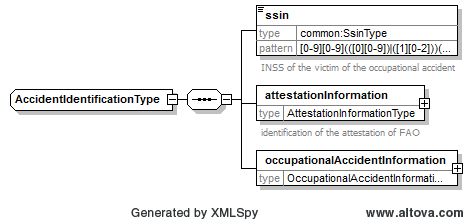 ssin
type common:SsinType
pattern [0-9][0-9](([0][0-9])|([1][0-2]))(...
INSS of the victim of the occupational accident
AccidentIdentificationType
attestationInformation
type AttestationInformationType
identification of the attestation of FAO
occupationalAccidentInformation
type OccupationalAccidentInformati...
Generated by XMLSpy
www.altova.com